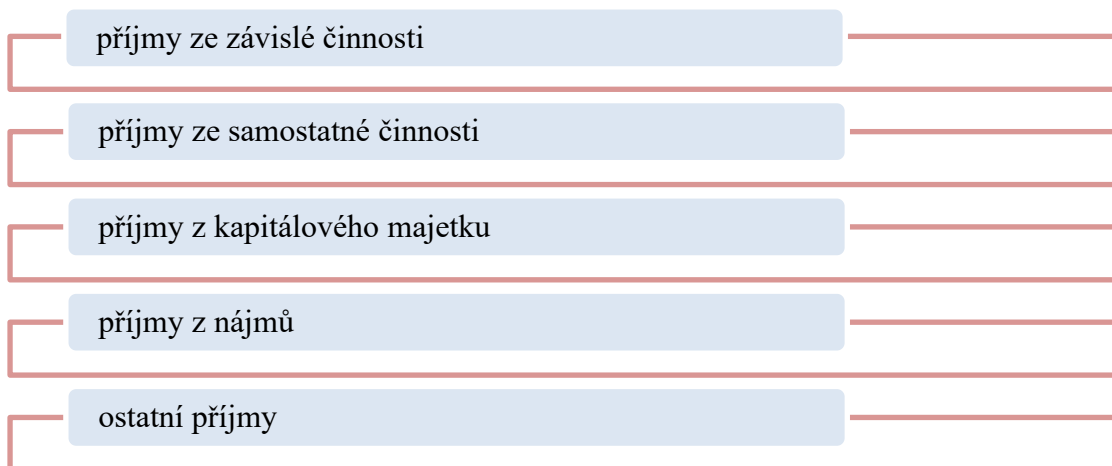 příjmy ze závislé činnosti
příjmy ze samostatné činnosti
příjmy z kapitálového majetku
příjmy z nájmů
ostatní příjmy